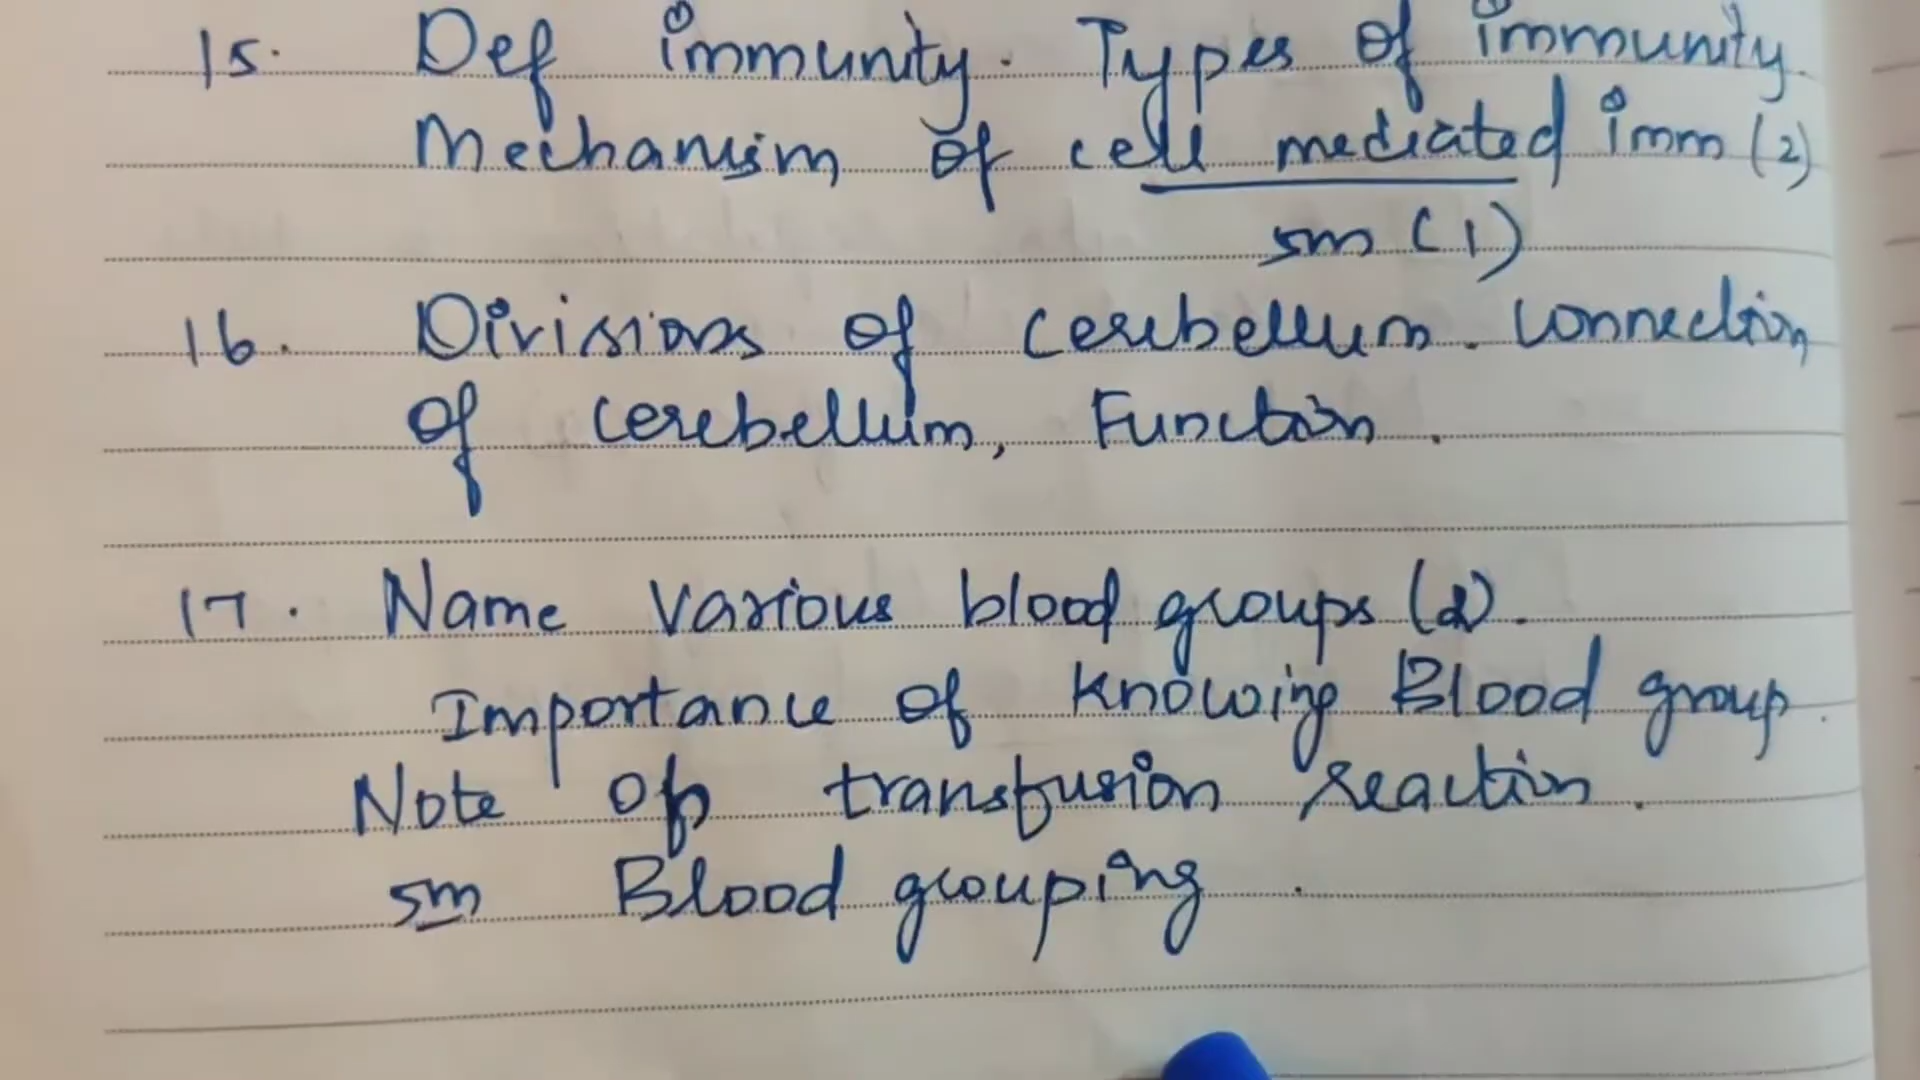 15. Def immunity. Types of immunity.
Mechanism of cell mediated imm (2)
5m (1)
16. Divisions of cerebellum. Connection
of cerebellum, Function.
17. Name various blood groups (2).
Importance of knowing Blood group.
Note of transfusion reaction.
5m Blood grouping.